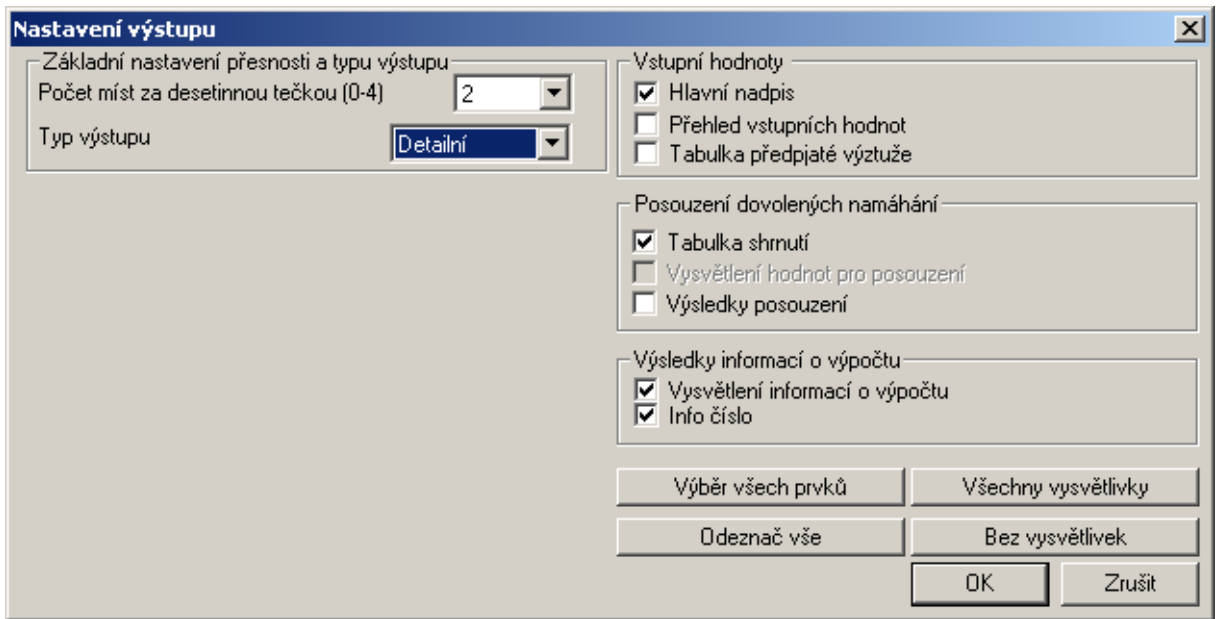 Nastavení výstupu
Základní nastavení přesnosti a typu výstupu
Počet míst za desetinnou tečkou (0-4)
2
Typ výstupu
Detailní
Vstupní hodnoty
Hlavní nadpis
Přehled vstupních hodnot
Tabulka předpjaté výztuže
Posouzení dovolených namáhání
Tabulka shrnutí
Vysvětlení hodnot pro posouzení
Výsledky posouzení
Výsledky informací o výpočtu
Vysvětlení informací o výpočtu
Info číslo
Výběr všech prvků
Všechny vysvětlivky
Odeznač vše
Bez vysvětlivek
OK
Zrušit